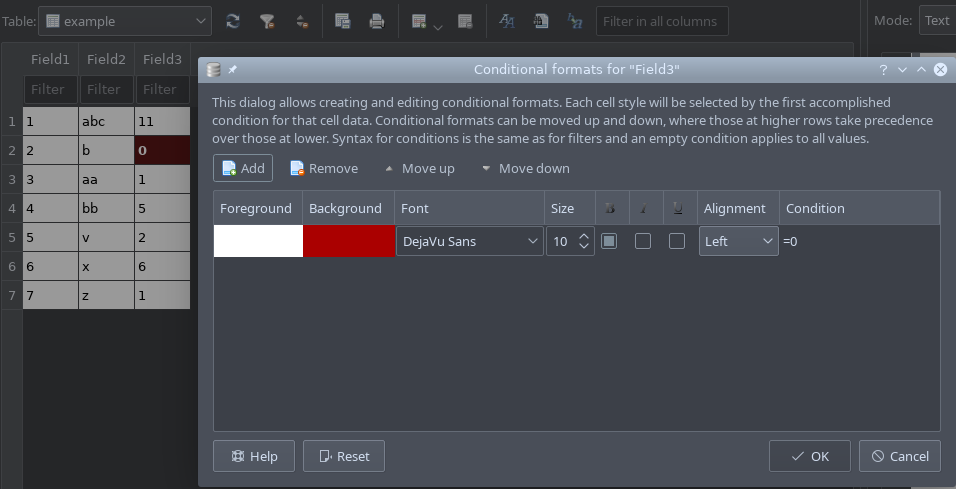 Table: example Filter in all columns Mode: Text
Conditional formats for "Field3"
Field1 Field2 Field3
Filter Filter Filter
This dialog allows creating and editing conditional formats. Each cell style will be selected by the first accomplished
condition for that cell data. Conditional formats can be moved up and down, where those at higher rows take precedence
over those at lower. Syntax for conditions is the same as for filters and an empty condition applies to all values.
1 1 abc 11
2 2 b 0
3 3 aa 1
4 4 bb 5
5 5 v 2
6 6 x 6
7 7 z 1
Add Remove Move up Move down
Foreground Background Font Size B I U Alignment Condition
DejaVu Sans 10 Left =0
Help Reset OK Cancel